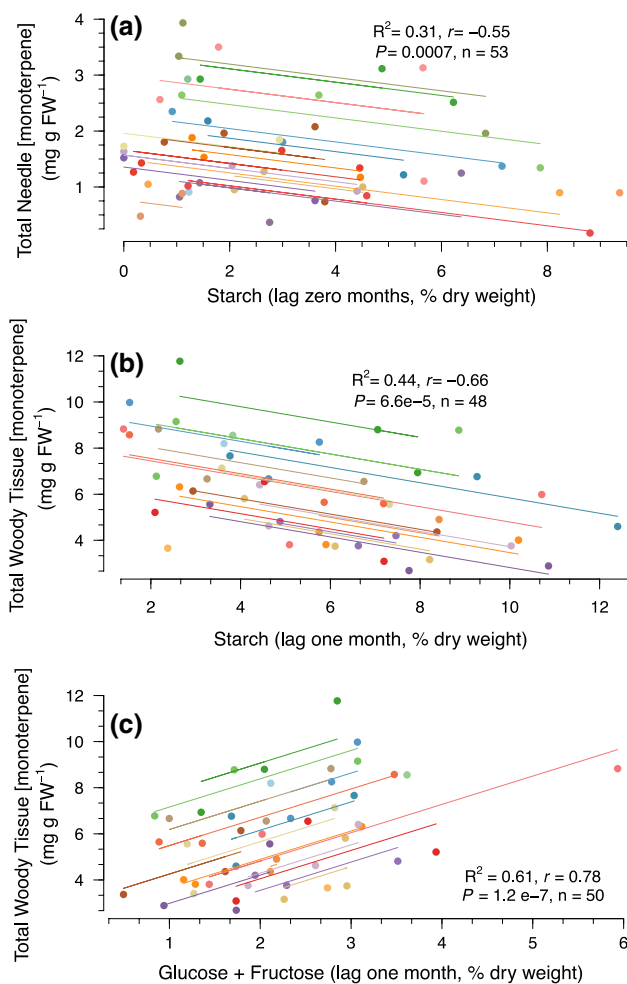 (a)
R²= 0.31, r= −0.55
P= 0.0007, n = 53
Total Needle [monoterpene]
(mg g FW⁻¹)
4
3
2
1
0 2 4 6 8
Starch (lag zero months, % dry weight)
(b)
R²= 0.44, r= −0.66
P= 6.6e−5, n = 48
Total Woody Tissue [monoterpene]
(mg g FW⁻¹)
12
10
8
6
4
2 4 6 8 10 12
Starch (lag one month, % dry weight)
(c)
Total Woody Tissue [monoterpene]
(mg g FW⁻¹)
12
10
8
6
4
R² = 0.61, r = 0.78
P = 1.2 e−7, n = 50
1 2 3 4 5 6
Glucose + Fructose (lag one month, % dry weight)